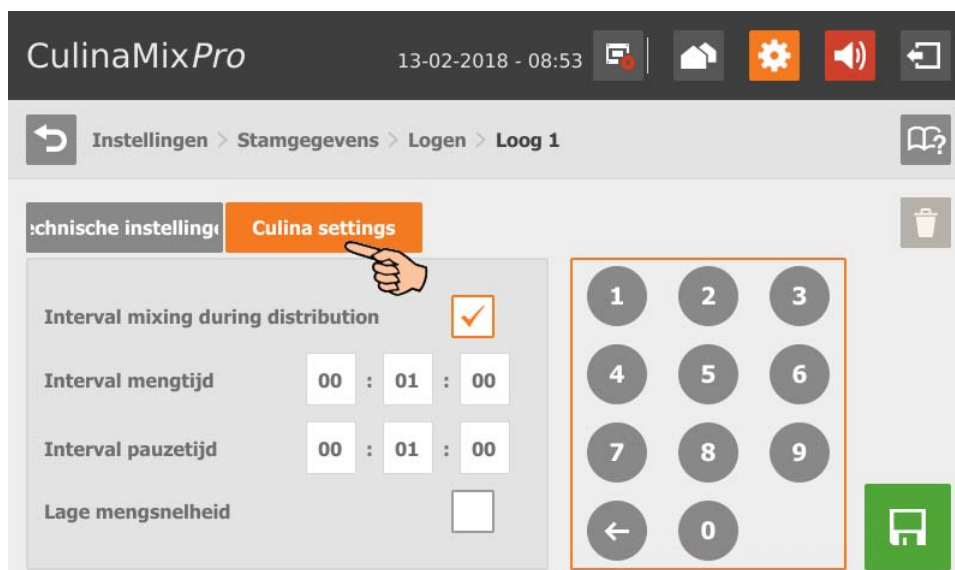 CulinaMixPro 13-02-2018 - 08:53
Instellingen > Stamgegevens > Logen > Loog 1
technische instellinge Culina settings
Interval mixing during distribution
Interval mengtijd 00 : 01 : 00
Interval pauzetijd 00 : 01 : 00
Lage mengsnelheid
1 2 3
4 5 6
7 8 9
← 0